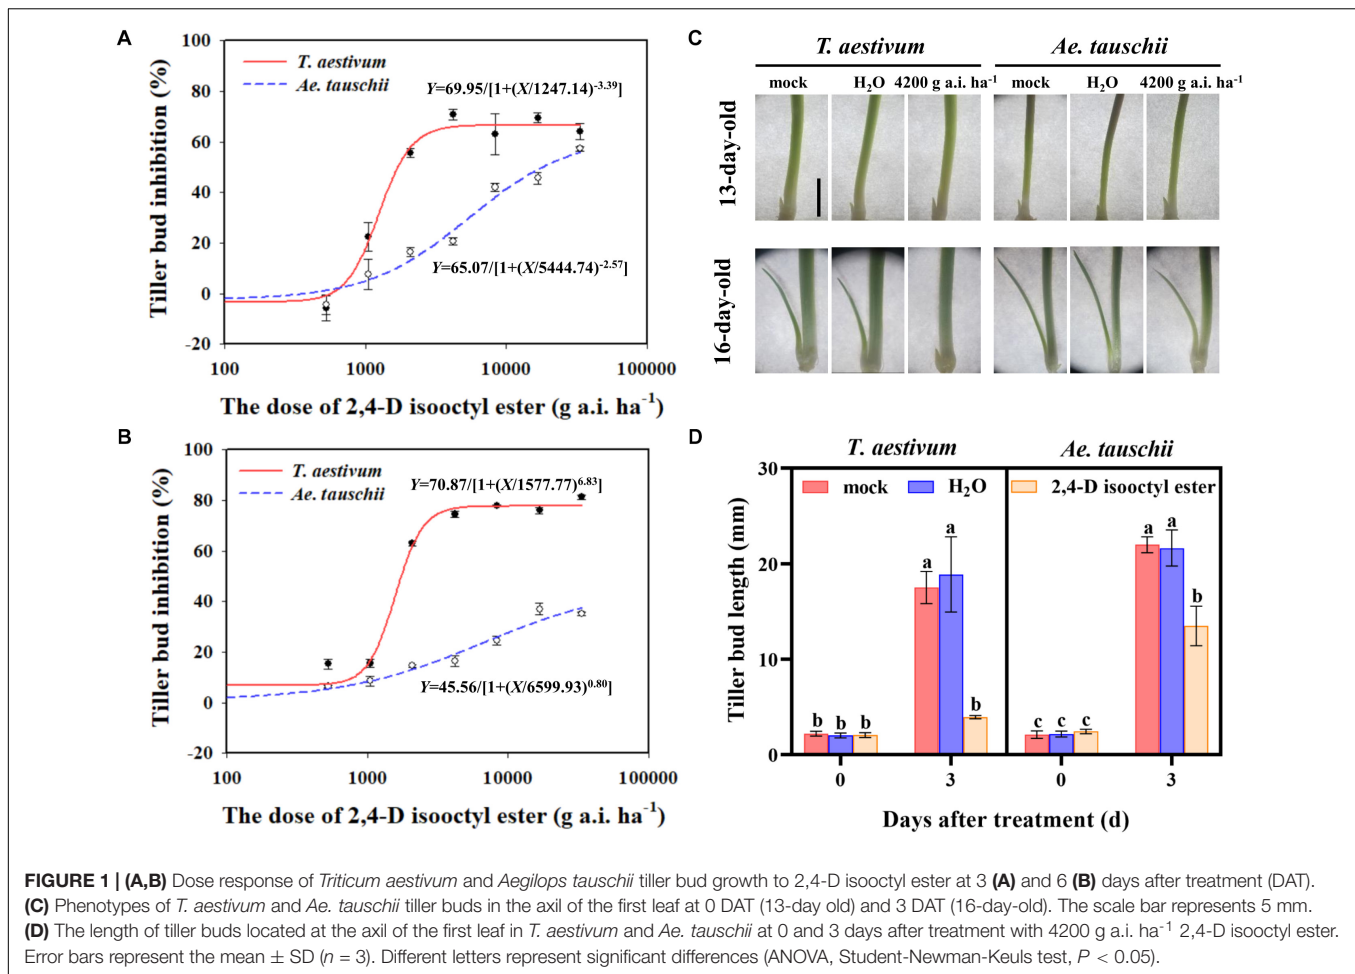 A
Tiller bud inhibition (%)
100
80
60
40
20
0
-20
T. aestivum
Ae. tauschii
Y=69.95/[1+(X/1247.14)-3.39]
Y=65.07/[1+(X/5444.74)-2.57]
100 1000 10000 100000
The dose of 2,4-D isooctyl ester (g a.i. ha-1)
B
Tiller bud inhibition (%)
100
80
60
40
20
0
-20
T. aestivum
Ae. tauschii
Y=70.87/[1+(X/1577.77)6.83]
Y=45.56/[1+(X/6599.93)0.80]
100 1000 10000 100000
The dose of 2,4-D isooctyl ester (g a.i. ha-1)
C
T. aestivum Ae. tauschii
mock H2O 4200 g a.i. ha-1 mock H2O 4200 g a.i. ha-1
13-day-old
16-day-old
D
T. aestivum Ae. tauschii
Tiller bud length (mm)
30
20
10
0
mock H2O 2,4-D isooctyl ester
b b b a a b c c c a a b
0 3 0 3
Days after treatment (d)
FIGURE 1 | (A,B) Dose response of Triticum aestivum and Aegilops tauschii tiller bud growth to 2,4-D isooctyl ester at 3 (A) and 6 (B) days after treatment (DAT).
(C) Phenotypes of T. aestivum and Ae. tauschii tiller buds in the axil of the first leaf at 0 DAT (13-day old) and 3 DAT (16-day-old). The scale bar represents 5 mm.
(D) The length of tiller buds located at the axil of the first leaf in T. aestivum and Ae. tauschii at 0 and 3 days after treatment with 4200 g a.i. ha-1 2,4-D isooctyl ester.
Error bars represent the mean ± SD (n = 3). Different letters represent significant differences (ANOVA, Student-Newman-Keuls test, P < 0.05).